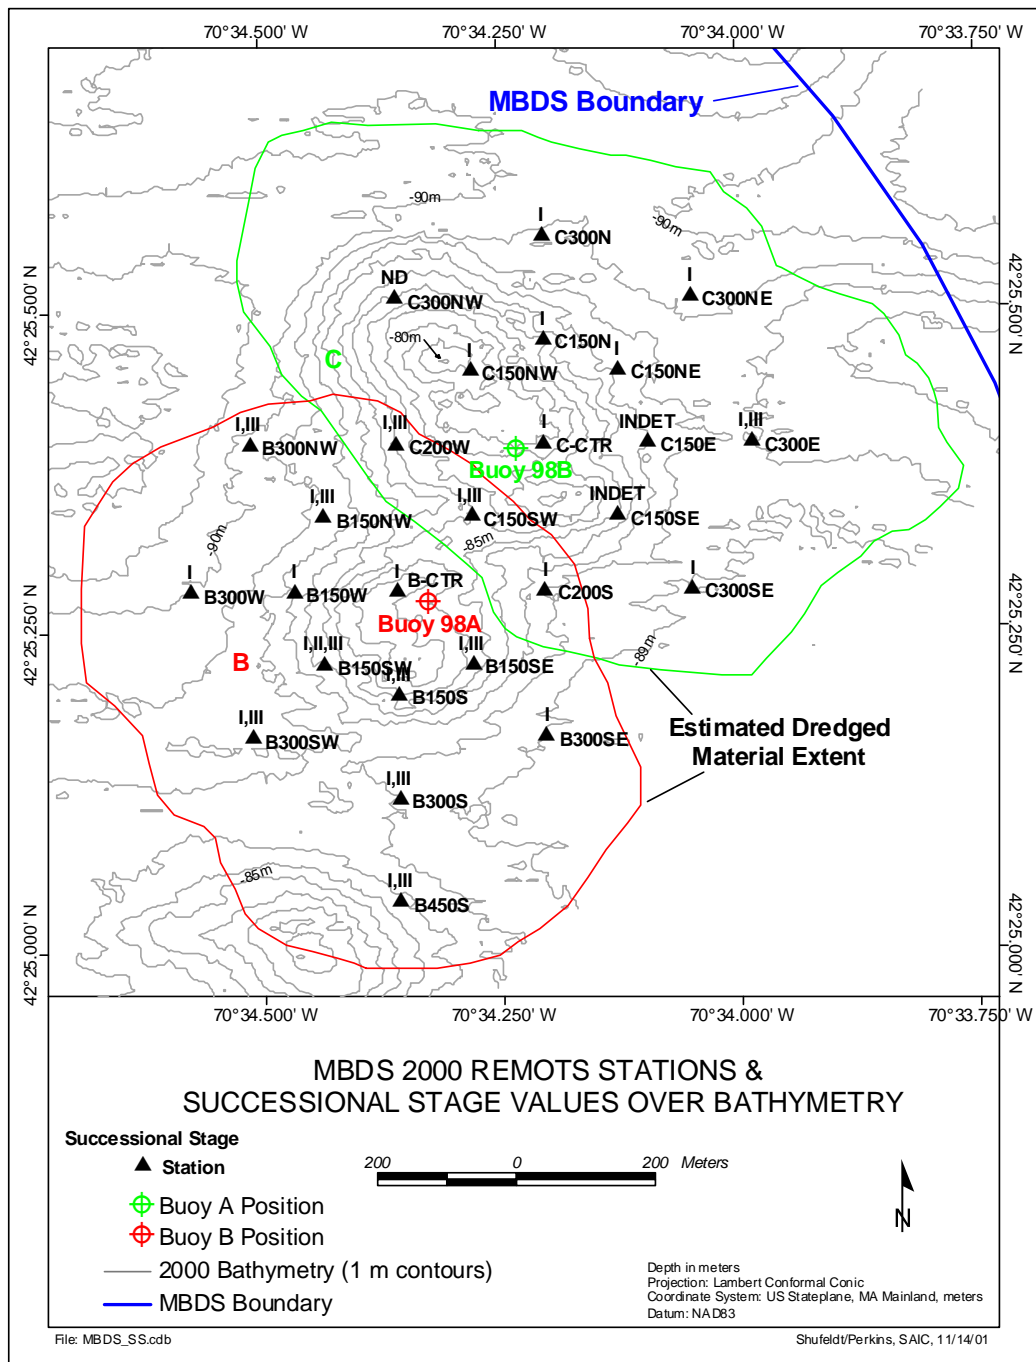 70°34.500' W
70°34.250' W
70°34.000' W
70°33.750' W
MBDS Boundary
-90m
-90m
I
C300N
ND
C300NW
I
C300NE
42°25.500' N
42°25.500' N
-80m
I
C150N
I
C150NW
I
C150NE
C
I,III
B300NW
I,III
C200W
I
C-CTR
INDET
C150E
I,III
C300E
Buoy 98B
I,III
B150NW
I,III
C150SW
INDET
C150SE
-90m
-85m
I
B300W
I
B150W
I
B-CTR
I
C200S
I
C300SE
Buoy 98A
42°25.250' N
42°25.250' N
B
I,II,III
B150SW
I,III
B150S
I,III
B150SE
-89m
I,III
B300SW
I
B300SE
Estimated Dredged
Material Extent
I,III
B300S
-85m
I,III
B450S
42°25.000' N
42°25.000' N
70°34.500' W
70°34.250' W
70°34.000' W
70°33.750' W
MBDS 2000 REMOTS STATIONS &
SUCCESSIONAL STAGE VALUES OVER BATHYMETRY
Successional Stage
Station
200 0 200 Meters
Buoy A Position
Buoy B Position
2000 Bathymetry (1 m contours)
MBDS Boundary
N
Depth in meters
Projection: Lambert Conformal Conic
Coordinate System: US Stateplane, MA Mainland, meters
Datum: NAD83
File: MBDS_SS.cdb
Shufeldt/Perkins, SAIC, 11/14/01